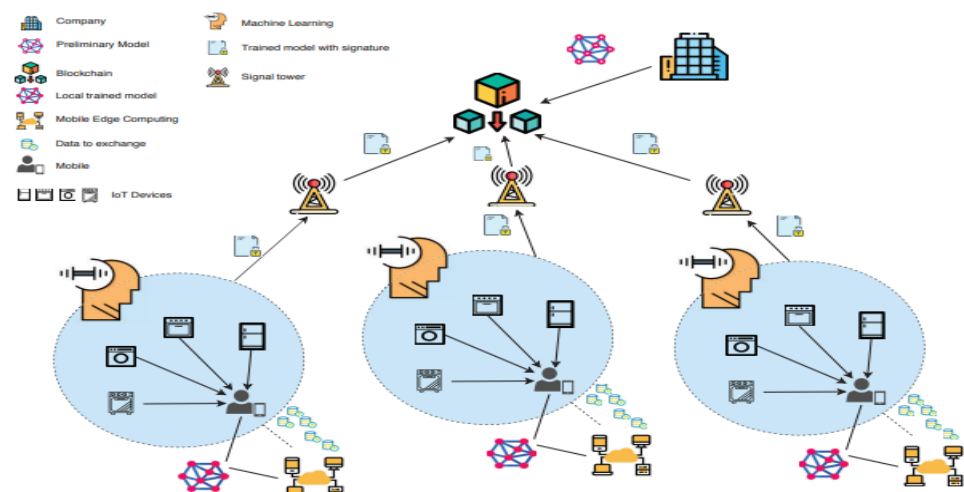 Company
Preliminary Model
Blockchain
Local trained model
Mobile Edge Computing
Data to exchange
Mobile
IoT Devices
Machine Learning
Trained model with signature
Signal tower